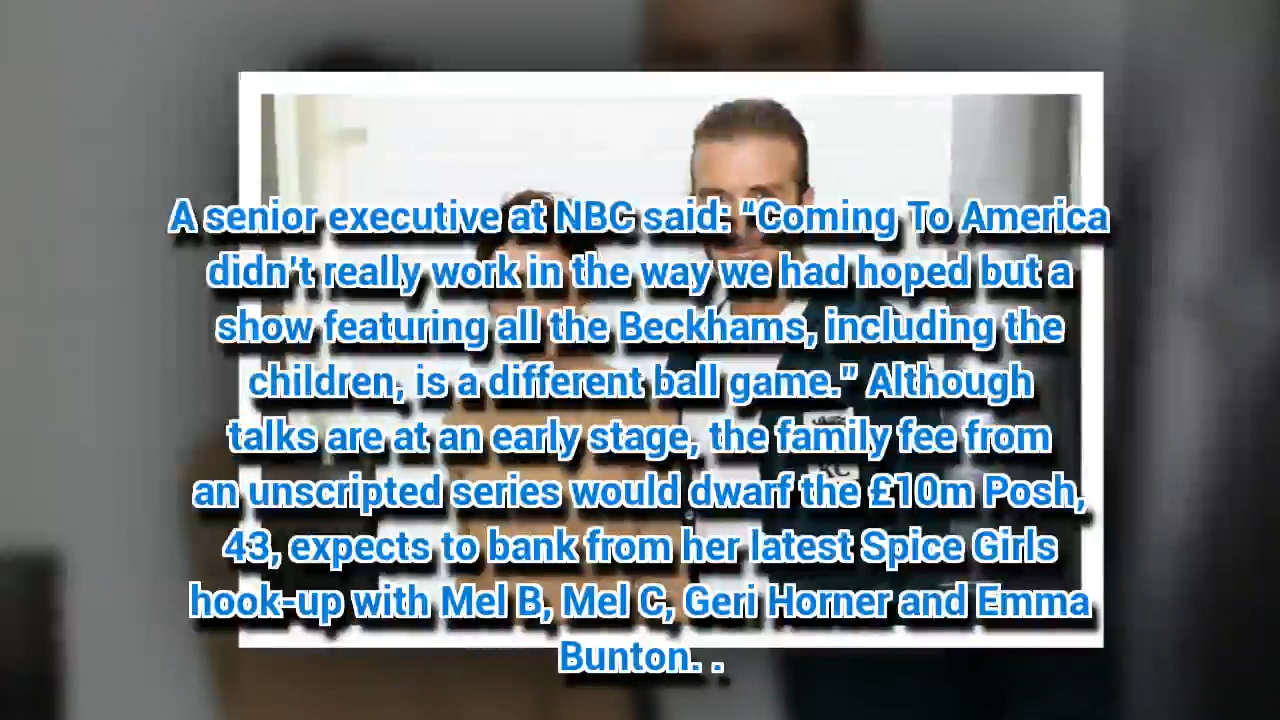 A senior executive at NBC said: “Coming To America
didn’t really work in the way we had hoped but a
show featuring all the Beckhams, including the
children, is a different ball game." Although
talks are at an early stage, the family fee from
an unscripted series would dwarf the £10m Posh,
43, expects to bank from her latest Spice Girls
hook-up with Mel B, Mel C, Geri Horner and Emma
Bunton. .
KC